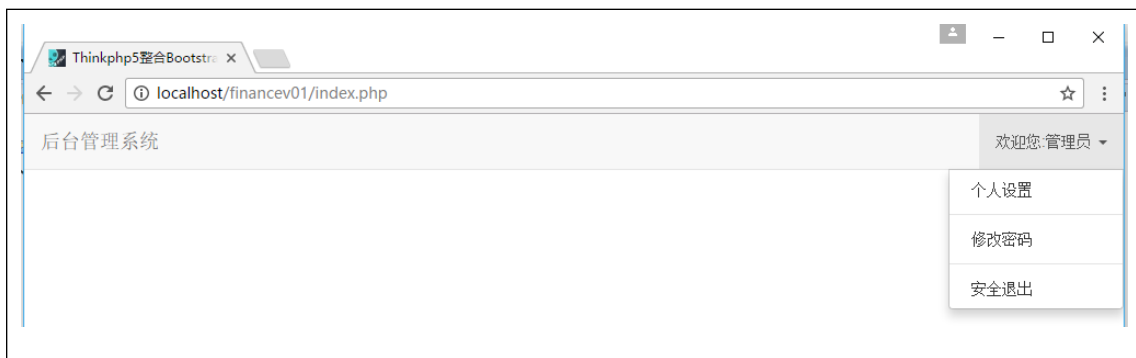 Thinkphp5整合Bootstra
localhost/financev01/index.php
后台管理系统 欢迎您:管理员
个人设置
修改密码
安全退出